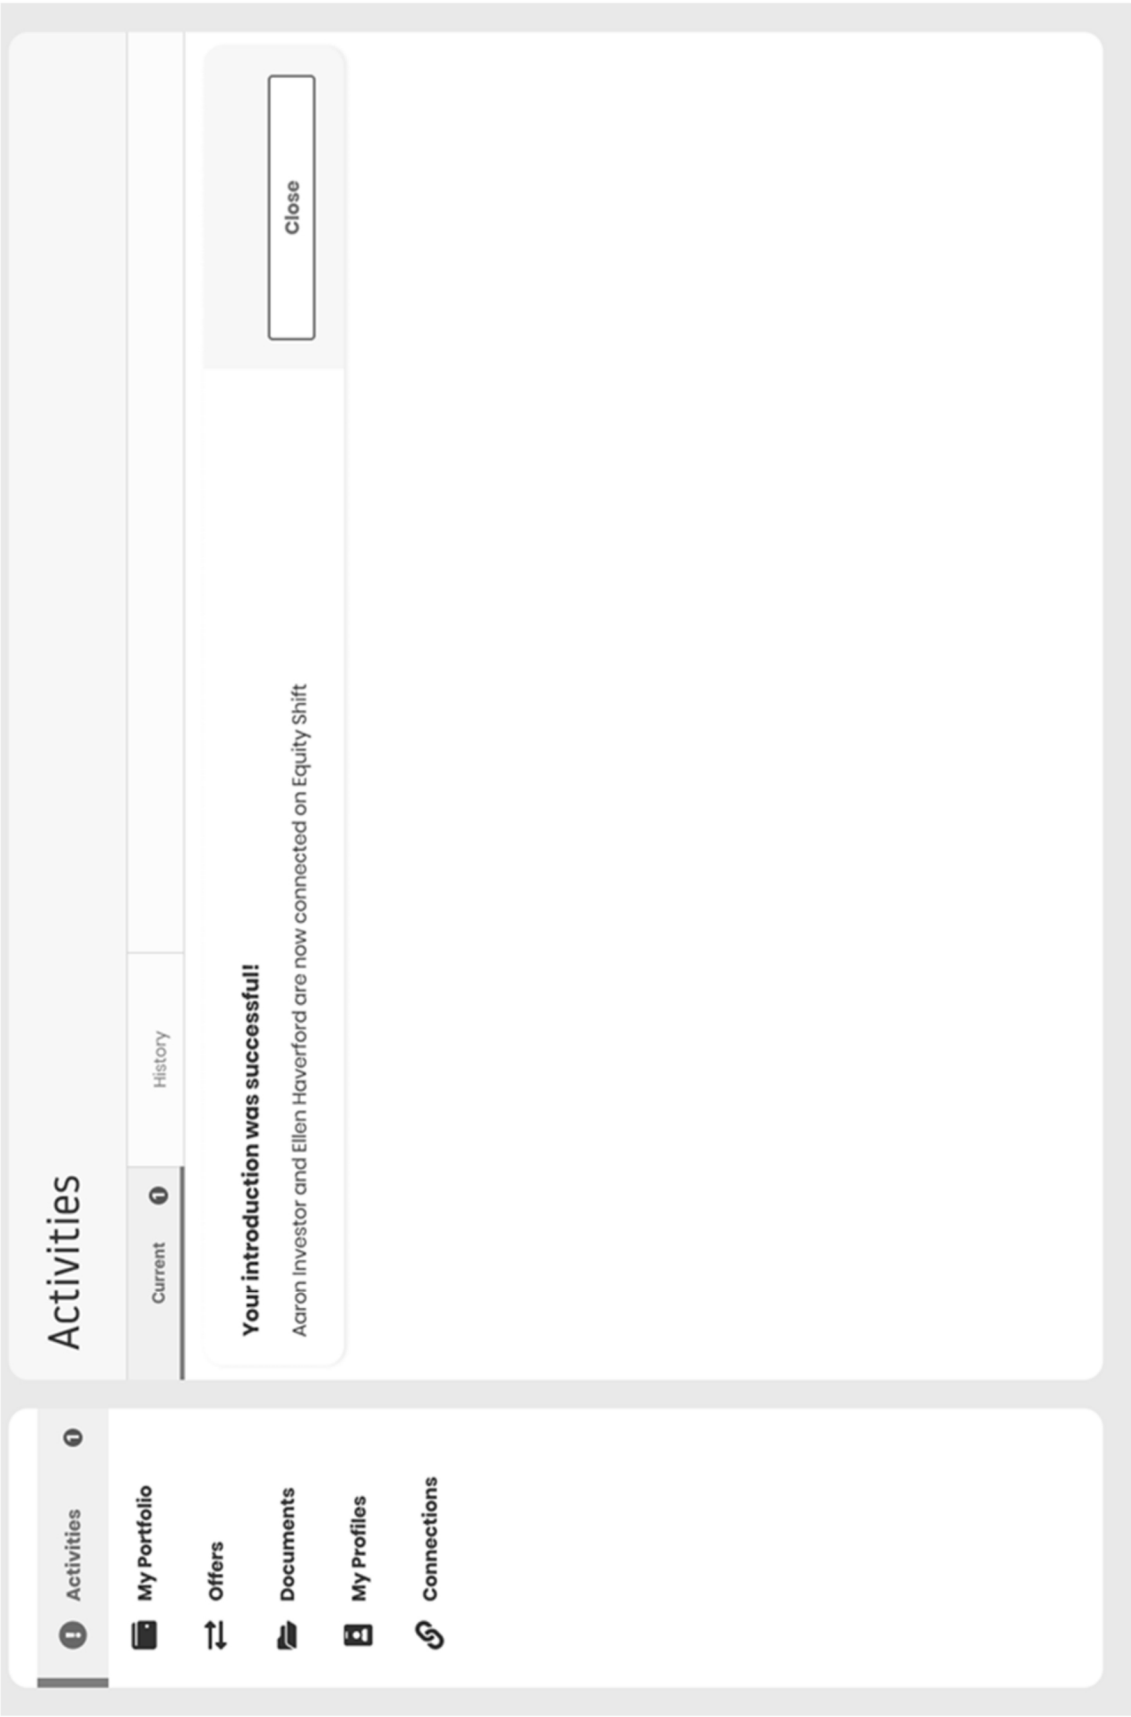 Activities 1
My Portfolio
Offers
Documents
My Profiles
Connections
Activities
Current 1
History
Your introduction was successful!
Aaron Investor and Ellen Haverford are now connected on Equity Shift
Close